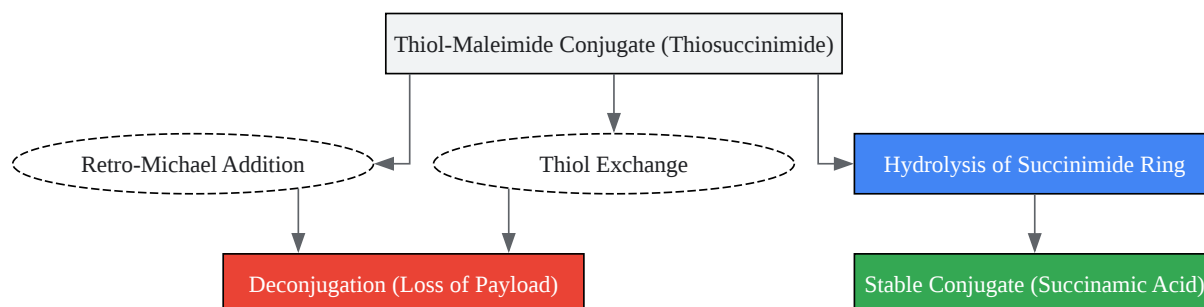 Thiol-Maleimide Conjugate (Thiosuccinimide)
Retro-Michael Addition
Thiol Exchange
Hydrolysis of Succinimide Ring
Deconjugation (Loss of Payload)
Stable Conjugate (Succinamic Acid)